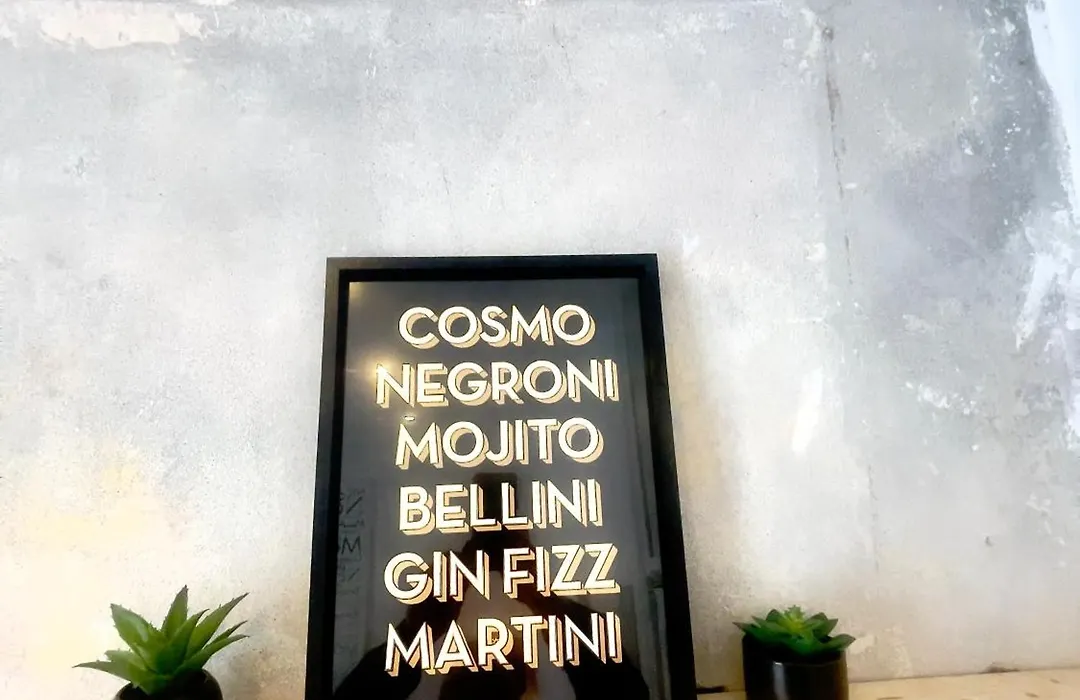 COSMO
NEGRONI
MOJITO
BELLINI
GIN FIZZ
MARTINI